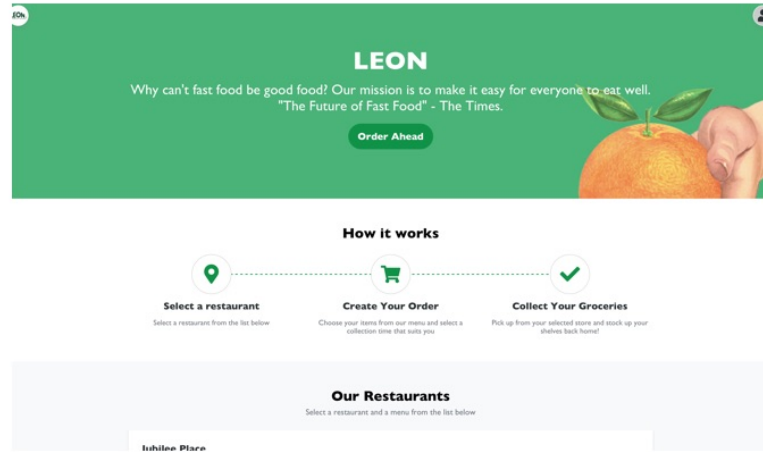 LEON
Why can't fast food be good food? Our mission is to make it easy for everyone to eat well.
"The Future of Fast Food" - The Times.
Order Ahead
How it works
Select a restaurant
Select a restaurant from the list below
Create Your Order
Choose your items from our menu and select a
collection time that suits you
Collect Your Groceries
Pick up from your selected store and stock up your
shelves back home!
Our Restaurants
Select a restaurant and a menu from the list below
Jubilee Place